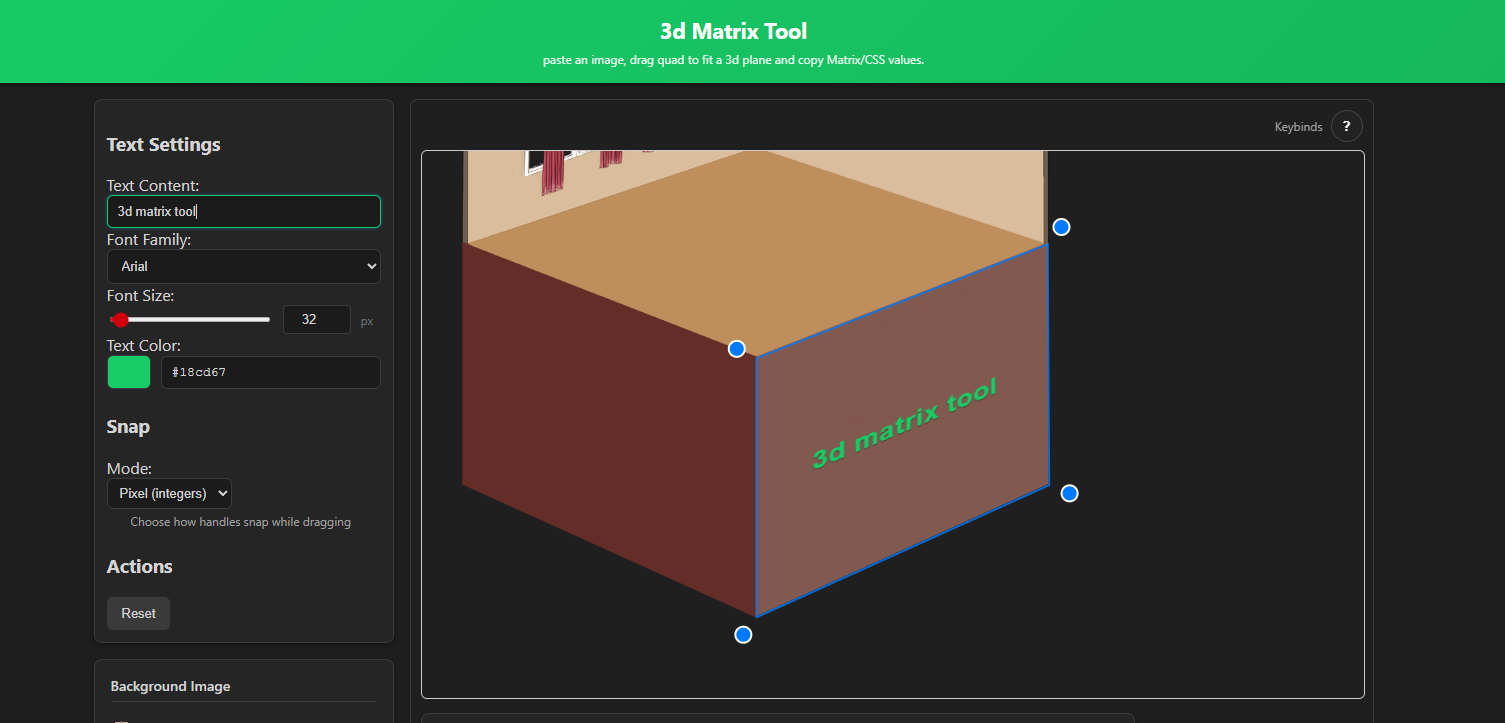 3d Matrix Tool
paste an image, drag quad to fit a 3d plane and copy Matrix/CSS values.
Text Settings
Text Content:
3d matrix tool
Font Family:
Arial
Font Size:
32 px
Text Color:
#18cd67
Snap
Mode:
Pixel (integers)
Choose how handles snap while dragging
Actions
Reset
Background Image
Keybinds ?
3d matrix tool